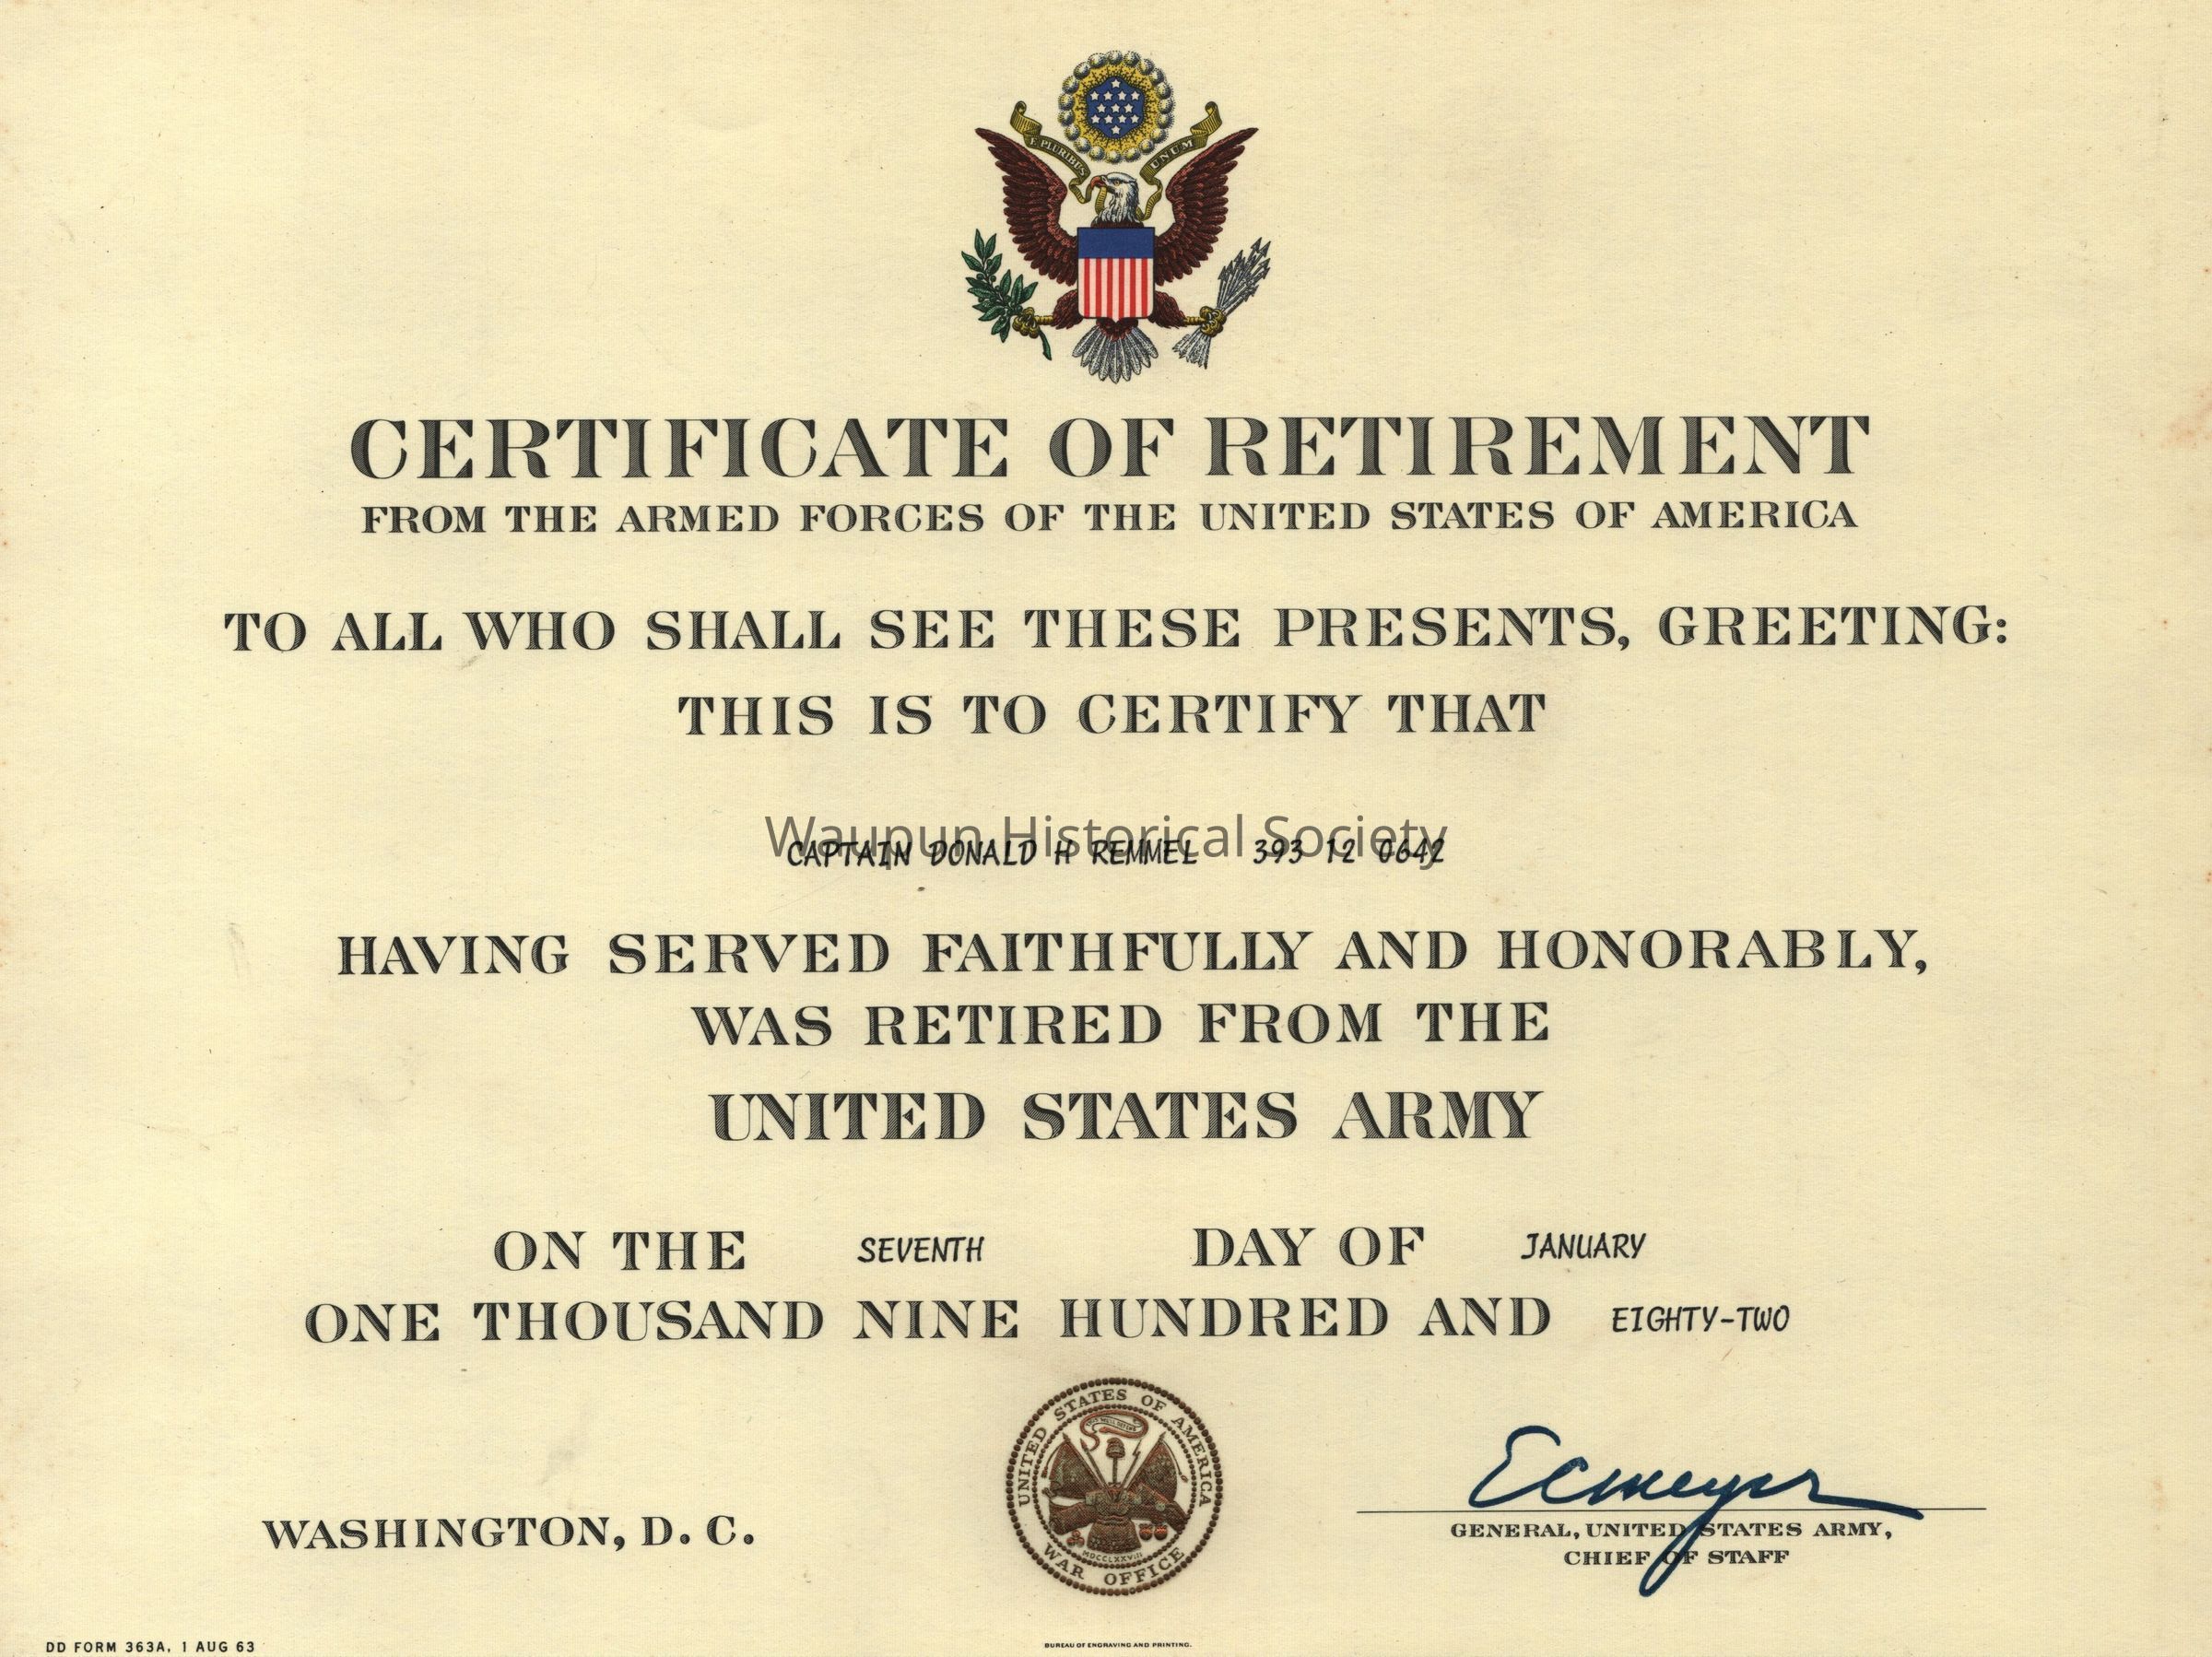 E PLURIBUS UNUM
CERTIFICATE OF RETIREMENT
FROM THE ARMED FORCES OF THE UNITED STATES OF AMERICA
TO ALL WHO SHALL SEE THESE PRESENTS, GREETING:
THIS IS TO CERTIFY THAT
Waupun Historical Society
CAPTAIN DONALD H REMMEL 393 12 0642
HAVING SERVED FAITHFULLY AND HONORABLY,
WAS RETIRED FROM THE
UNITED STATES ARMY
ON THE SEVENTH DAY OF JANUARY
ONE THOUSAND NINE HUNDRED AND EIGHTY-TWO
UNITED STATES OF AMERICA
MDCCLXXVIII
WAR OFFICE
WASHINGTON, D. C.
ECMeyer
GENERAL, UNITED STATES ARMY,
CHIEF OF STAFF
DD FORM 363A, 1 AUG 63
BUREAU OF ENGRAVING AND PRINTING.